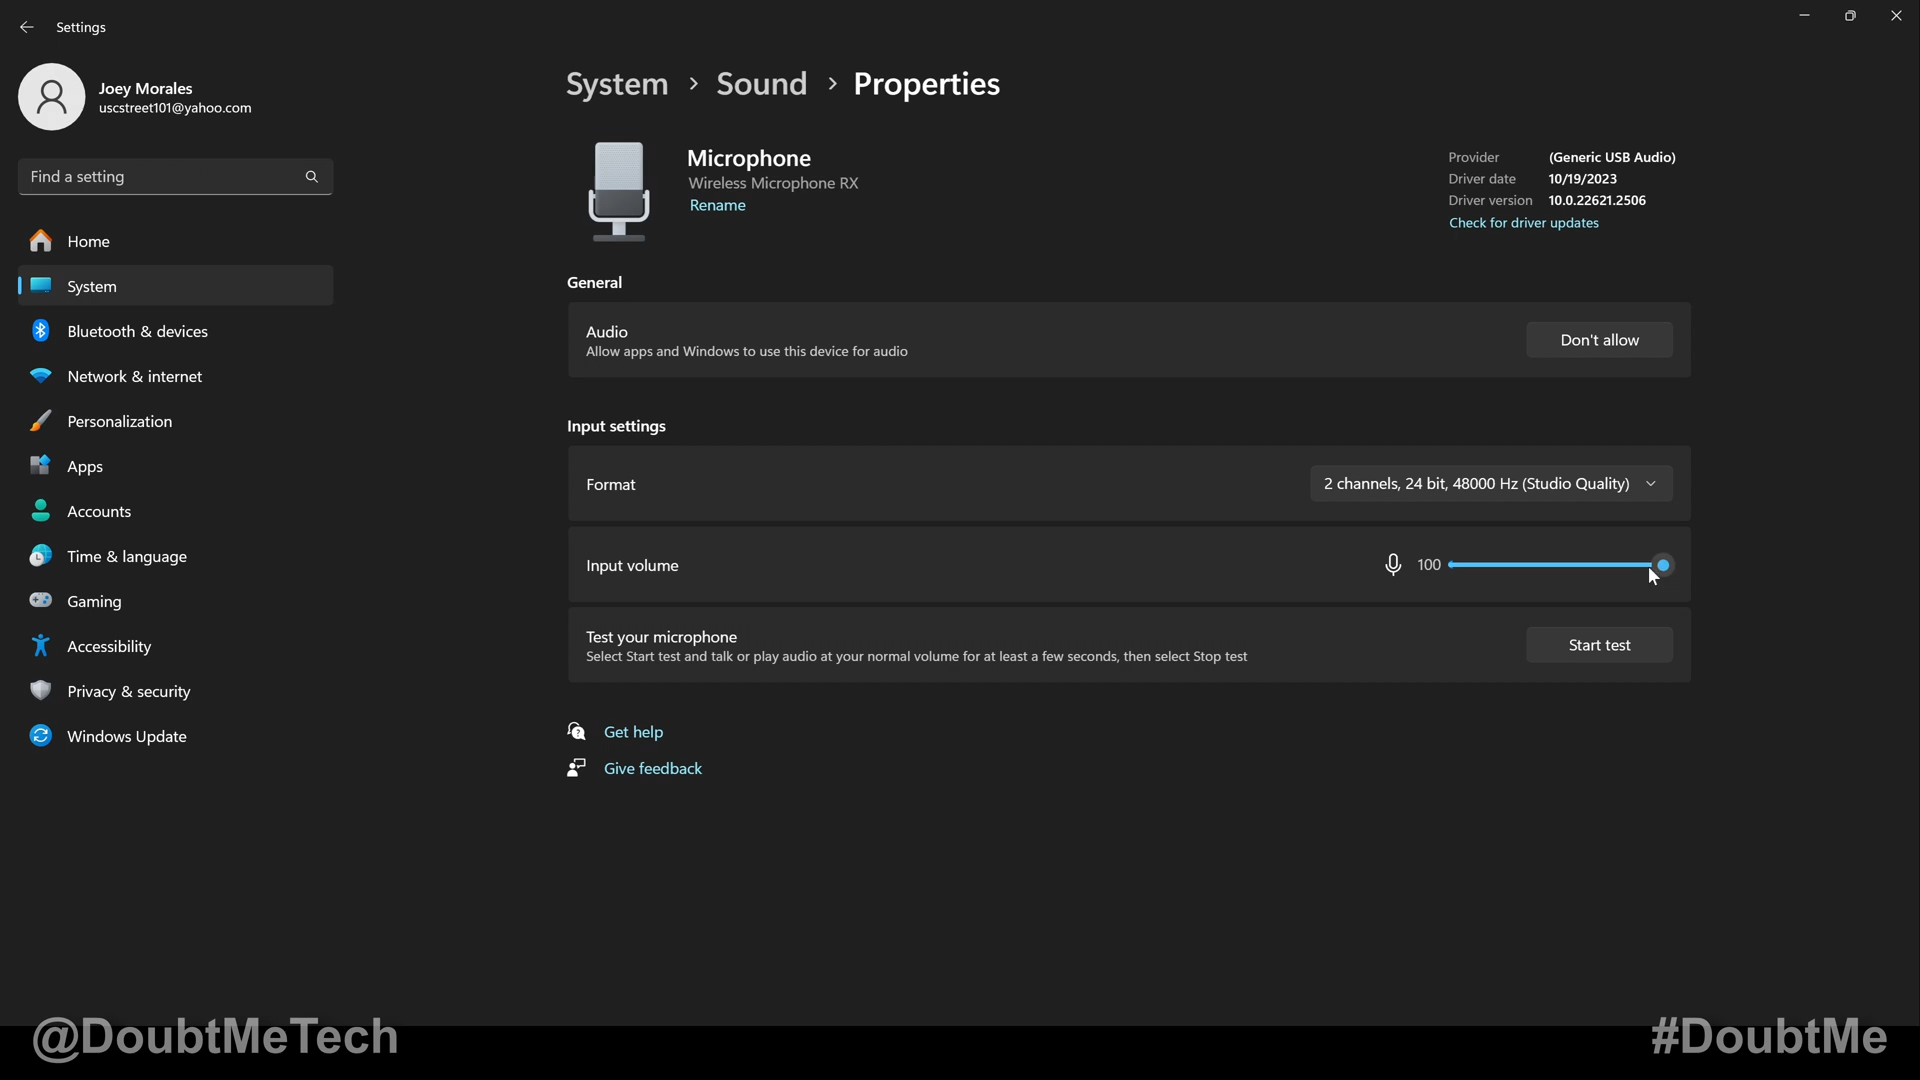 Settings
Joey Morales
uscstreet101@yahoo.com
Find a setting
Home
System
Bluetooth & devices
Network & internet
Personalization
Apps
Accounts
Time & language
Gaming
Accessibility
Privacy & security
Windows Update
System > Sound > Properties
Microphone
Wireless Microphone RX
Rename
Provider (Generic USB Audio)
Driver date 10/19/2023
Driver version 10.0.22621.2506
Check for driver updates
General
Audio
Allow apps and Windows to use this device for audio
Don't allow
Input settings
Format
2 channels, 24 bit, 48000 Hz (Studio Quality)
Input volume
100
Test your microphone
Select Start test and talk or play audio at your normal volume for at least a few seconds, then select Stop test
Start test
Get help
Give feedback
@DoubtMeTech
#DoubtMe